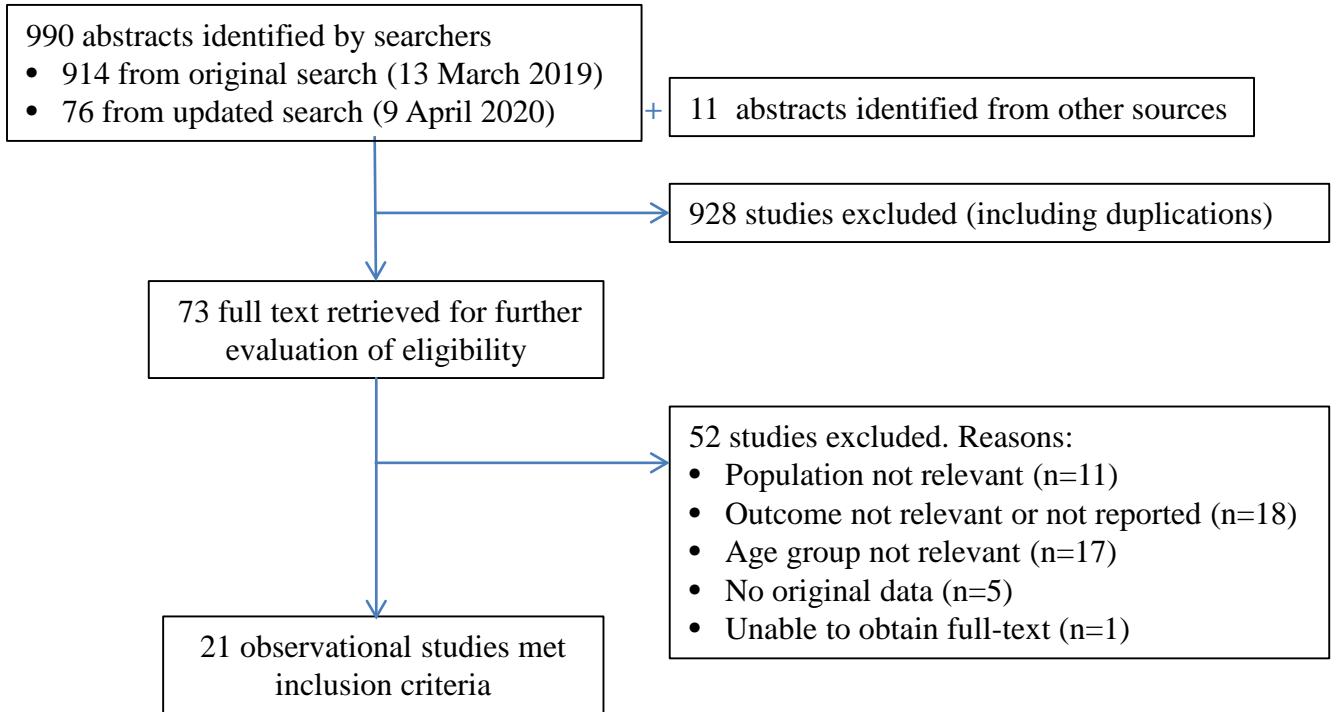 990 abstracts identified by searchers
• 914 from original search (13 March 2019)
• 76 from updated search (9 April 2020)
+
11 abstracts identified from other sources
928 studies excluded (including duplications)
73 full text retrieved for further
evaluation of eligibility
52 studies excluded. Reasons:
• Population not relevant (n=11)
• Outcome not relevant or not reported (n=18)
• Age group not relevant (n=17)
• No original data (n=5)
• Unable to obtain full-text (n=1)
21 observational studies met
inclusion criteria